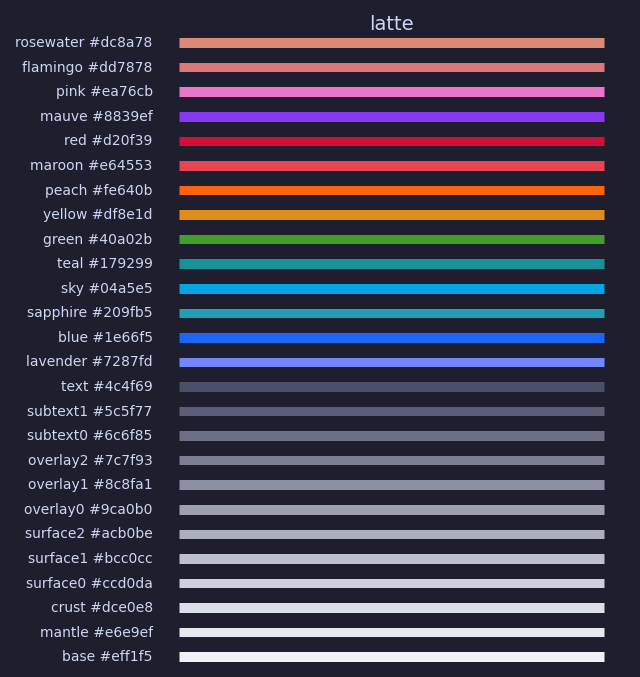 latte
rosewater #dc8a78
flamingo #dd7878
pink #ea76cb
mauve #8839ef
red #d20f39
maroon #e64553
peach #fe640b
yellow #df8e1d
green #40a02b
teal #179299
sky #04a5e5
sapphire #209fb5
blue #1e66f5
lavender #7287fd
text #4c4f69
subtext1 #5c5f77
subtext0 #6c6f85
overlay2 #7c7f93
overlay1 #8c8fa1
overlay0 #9ca0b0
surface2 #acb0be
surface1 #bcc0cc
surface0 #ccd0da
crust #dce0e8
mantle #e6e9ef
base #eff1f5